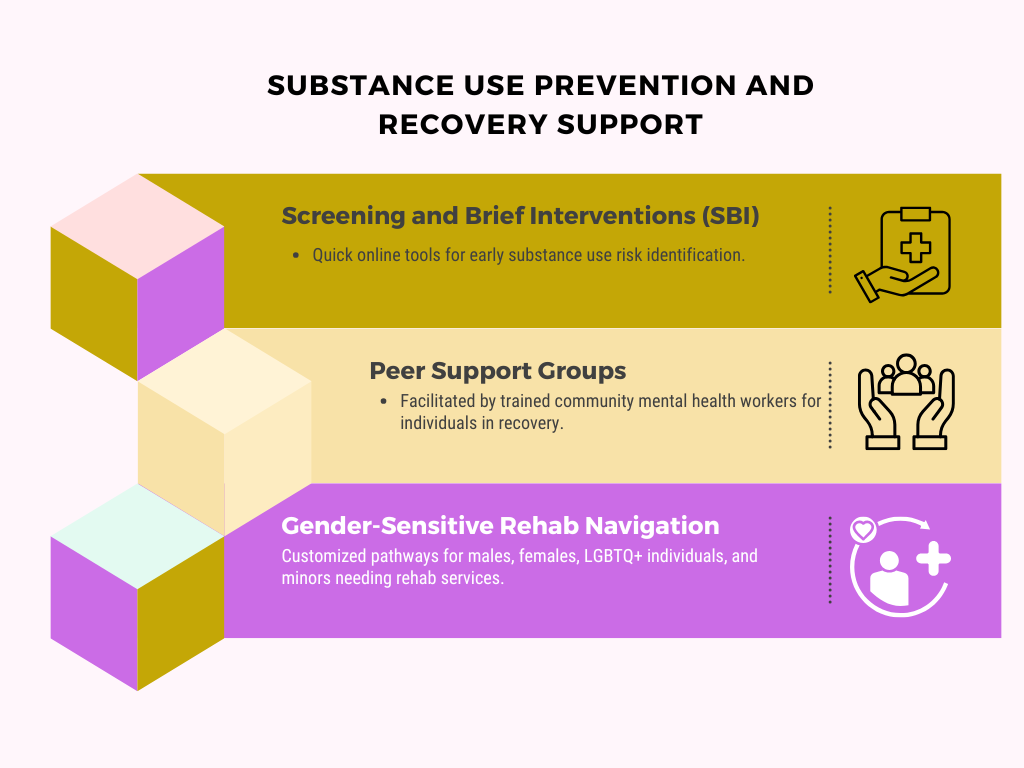 SUBSTANCE USE PREVENTION AND
RECOVERY SUPPORT
Screening and Brief Interventions (SBI)
• Quick online tools for early substance use risk identification.
Peer Support Groups
• Facilitated by trained community mental health workers for
individuals in recovery.
Gender-Sensitive Rehab Navigation
Customized pathways for males, females, LGBTQ+ individuals, and
minors needing rehab services.